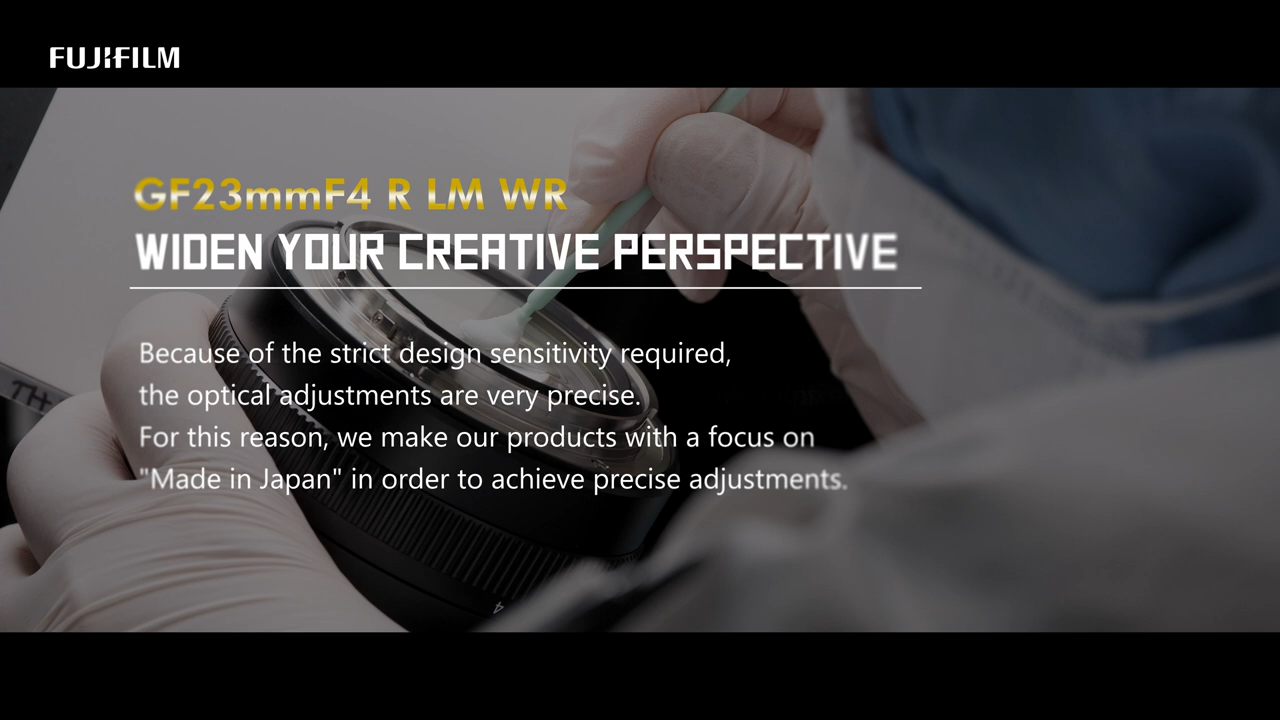 FUJIFILM
GF23mmF4 R LM WR
WIDEN YOUR CREATIVE PERSPECTIVE
Because of the strict design sensitivity required,
the optical adjustments are very precise.
For this reason, we make our products with a focus on
"Made in Japan" in order to achieve precise adjustments.
TH
4